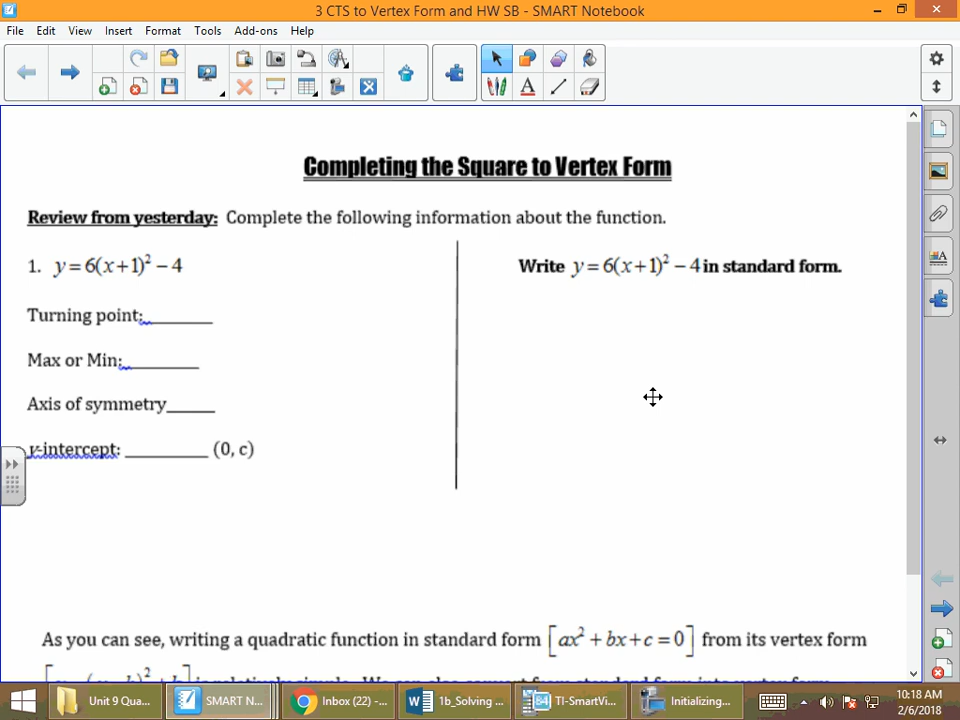 3 CTS to Vertex Form and HW SB - SMART Notebook
File Edit View Insert Format Tools Add-ons Help
Completing the Square to Vertex Form
Review from yesterday: Complete the following information about the function.
1. y = 6(x+1)² − 4
Write y = 6(x+1)² − 4 in standard form.
Turning point:_______
Max or Min:_______
Axis of symmetry_____
y-intercept: ________ (0, c)
As you can see, writing a quadratic function in standard form [ax² + bx + c = 0] from its vertex form
Unit 9 Qua...
SMART N...
Inbox (22) -...
1b_Solving ...
TI-SmartVi...
Initializing...
10:18 AM
2/6/2018